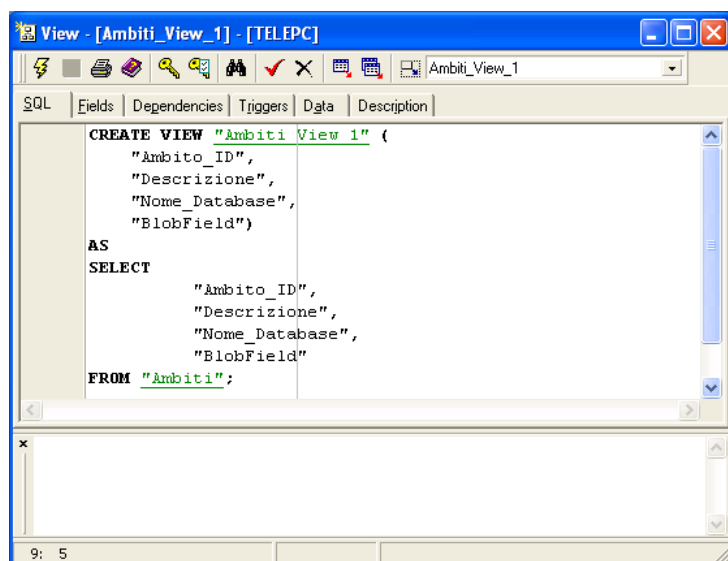 View - [Ambiti_View_1] - [TELEPC]
Ambiti_View_1
SQL Fields Dependencies Triggers Data Description
CREATE VIEW "Ambiti View 1" (
"Ambito_ID",
"Descrizione",
"Nome_Database",
"BlobField")
AS
SELECT
"Ambito_ID",
"Descrizione",
"Nome_Database",
"BlobField"
FROM "Ambiti";
9: 5